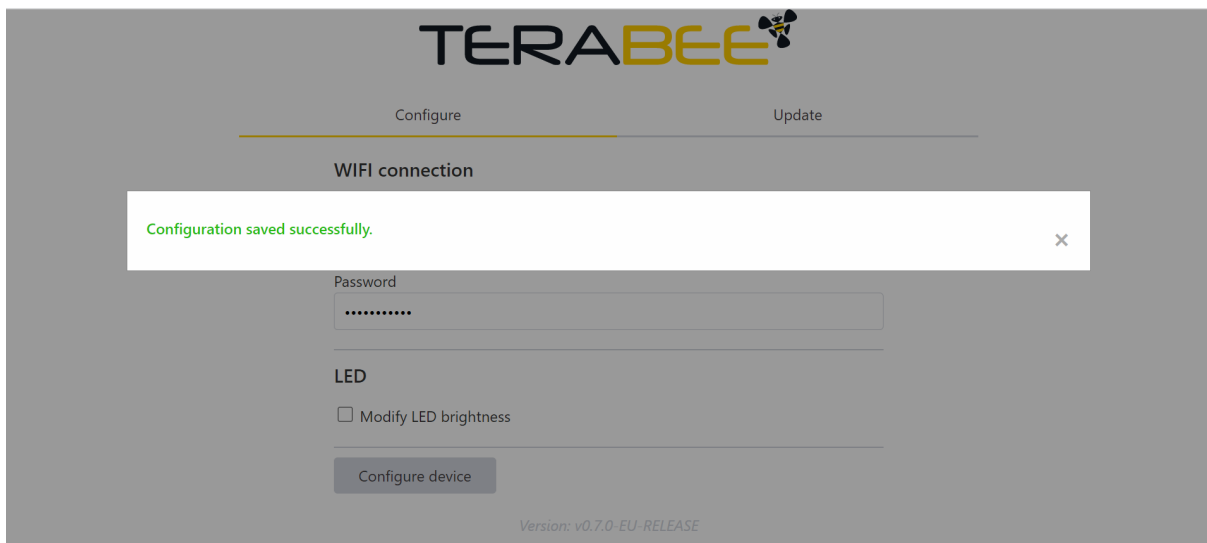 TERABEE
Configure Update
WIFI connection
Configuration saved successfully.
×
Password
•••••••••••
LED
Modify LED brightness
Configure device
Version: v0.7.0-EU-RELEASE